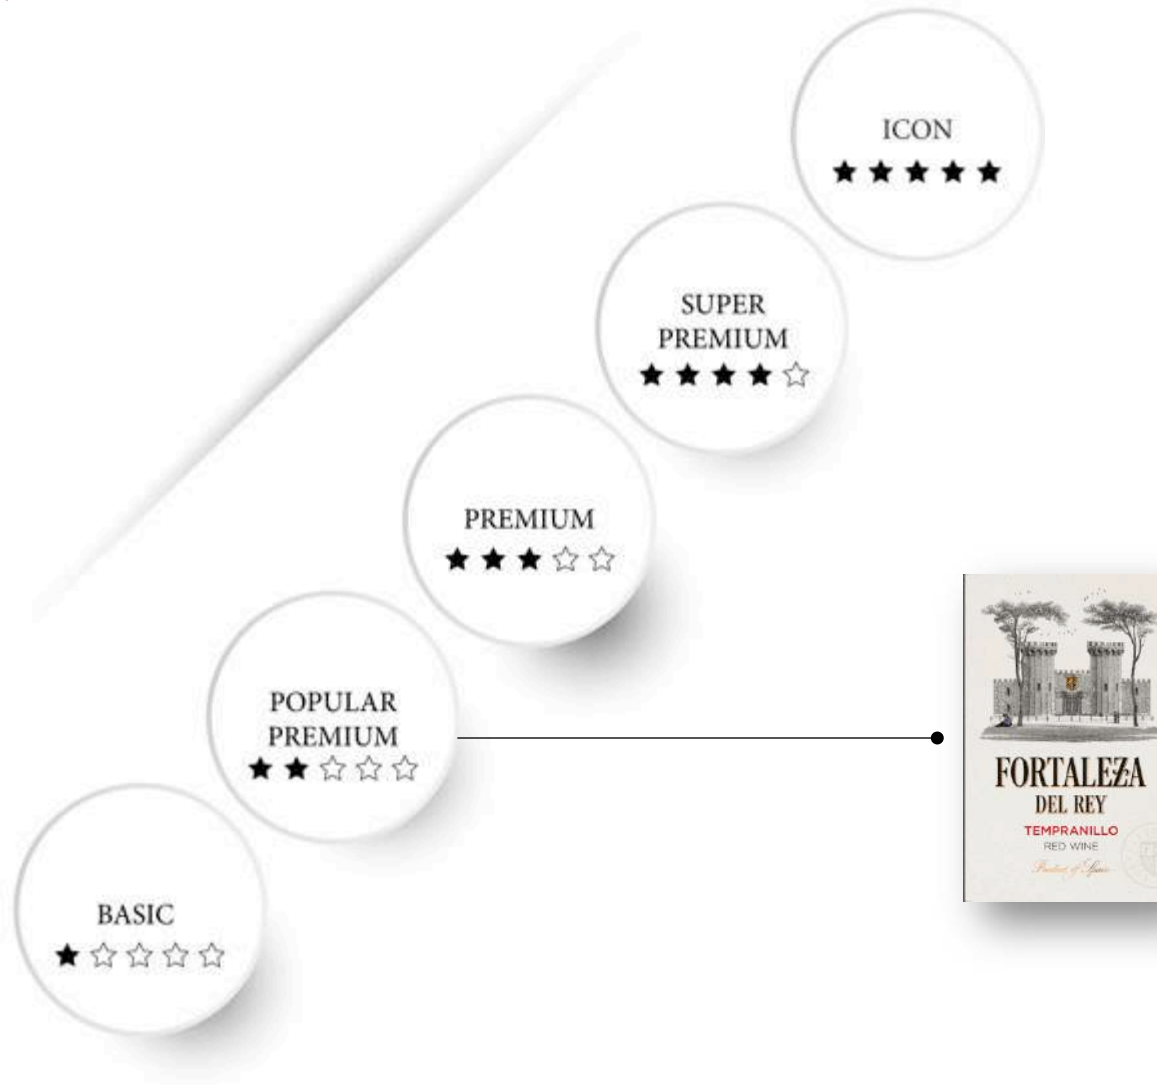 ICON
★★★★★
SUPER
PREMIUM
★★★★☆
PREMIUM
★★★☆☆
POPULAR
PREMIUM
★★☆☆☆
BASIC
★☆☆☆☆
FORTALEZA
DEL REY
TEMPRANILLO
RED WINE
Product of Spain